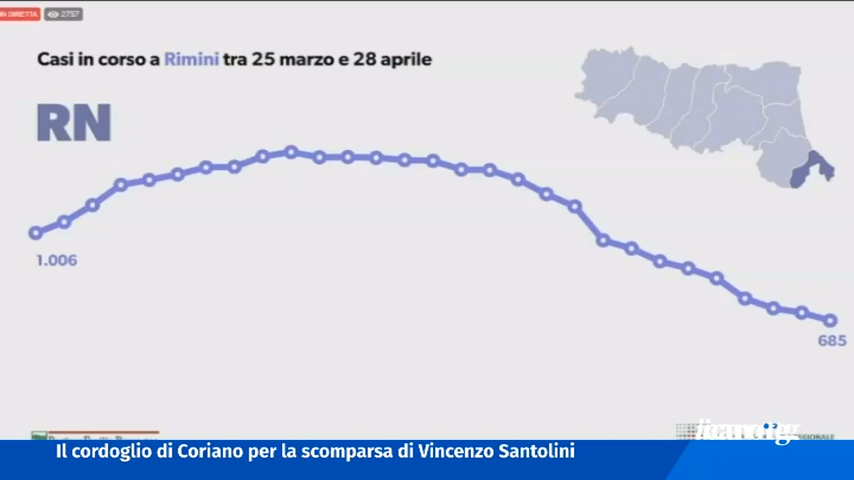 IN DIRETTA 2757
Casi in corso a Rimini tra 25 marzo e 28 aprile
RN
1.006
685
Il cordoglio di Coriano per la scomparsa di Vincenzo Santolini